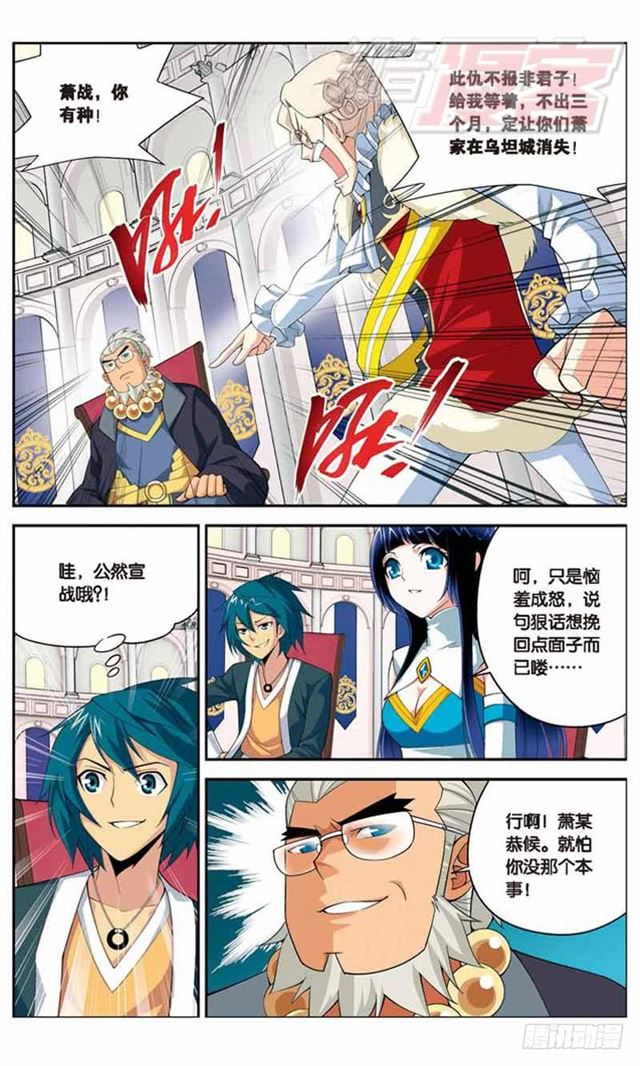 萧战，你
有种！
此仇不报非君子！
给我等着，不出三
个月，定让你们萧
家在乌坦城消失！
哇，公然宣
战哦？！
呵，只是恼
羞成怒，说
句狠话想挽
回点面子而
已喽……
行啊！萧某
恭候。就怕
你没那个本
事！
腾讯动漫